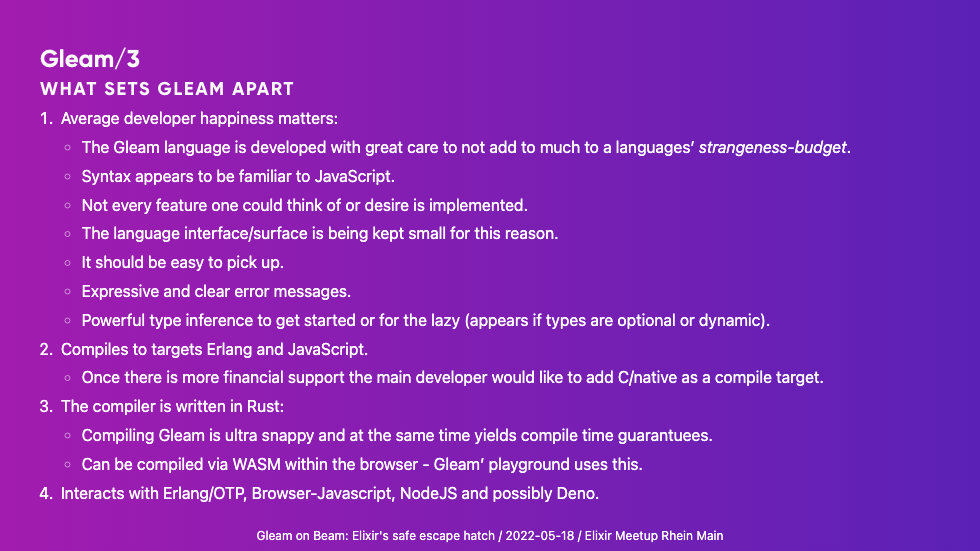 Gleam/3
WHAT SETS GLEAM APART
1. Average developer happiness matters:
◦ The Gleam language is developed with great care to not add to much to a languages’ strangeness-budget.
◦ Syntax appears to be familiar to JavaScript.
◦ Not every feature one could think of or desire is implemented.
◦ The language interface/surface is being kept small for this reason.
◦ It should be easy to pick up.
◦ Expressive and clear error messages.
◦ Powerful type inference to get started or for the lazy (appears if types are optional or dynamic).
2. Compiles to targets Erlang and JavaScript.
◦ Once there is more financial support the main developer would like to add C/native as a compile target.
3. The compiler is written in Rust:
◦ Compiling Gleam is ultra snappy and at the same time yields compile time guarantuees.
◦ Can be compiled via WASM within the browser - Gleam’ playground uses this.
4. Interacts with Erlang/OTP, Browser-Javascript, NodeJS and possibly Deno.
Gleam on Beam: Elixir's safe escape hatch / 2022-05-18 / Elixir Meetup Rhein Main